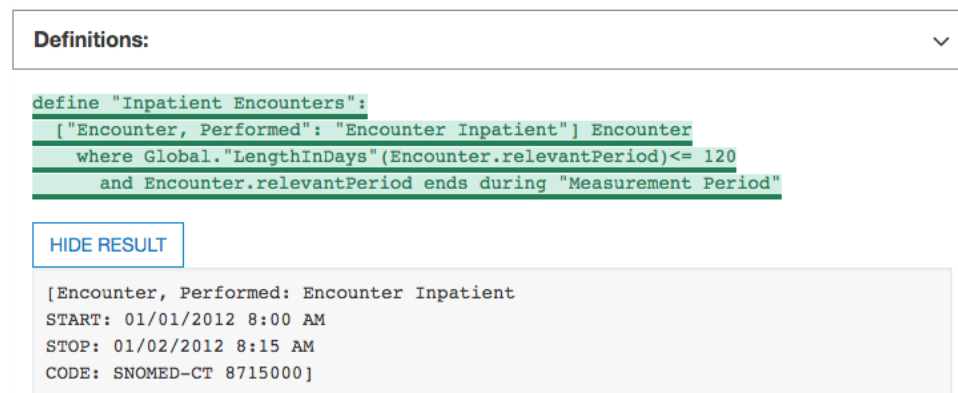 Definitions:
define "Inpatient Encounters":
["Encounter, Performed": "Encounter Inpatient"] Encounter
where Global."LengthInDays"(Encounter.relevantPeriod)<= 120
and Encounter.relevantPeriod ends during "Measurement Period"
HIDE RESULT
[Encounter, Performed: Encounter Inpatient
START: 01/01/2012 8:00 AM
STOP: 01/02/2012 8:15 AM
CODE: SNOMED-CT 8715000]